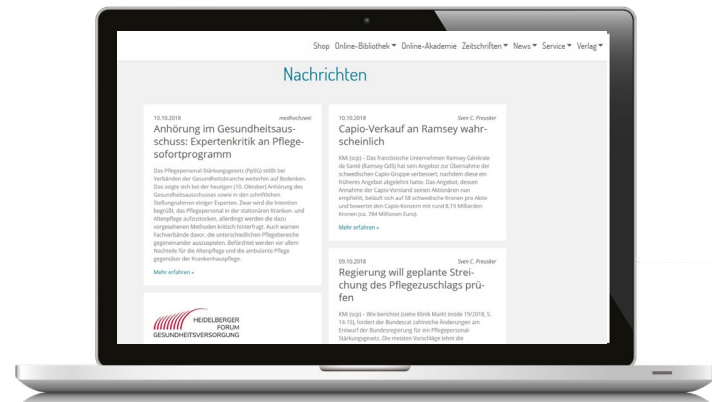 Shop Online-Bibliothek Online-Akademie Zeitschriften News Service Verlag
Nachrichten
10.10.2018 medhochzwei
Anhörung im Gesundheitsaus-
schuss: Expertenkritik an Pflege-
sofortprogramm
Das Pflegepersonal-Stärkungsgesetz (PpSG) stößt bei
Verbänden der Gesundheitsbranche weiterhin auf Bedenken.
Das zeigte sich bei der heutigen (10. Oktober) Anhörung des
Gesundheitsausschusses sowie in den schriftlichen
Stellungnahmen einiger Experten. Zwar wird die Intention
begrüßt, das Pflegepersonal in der stationären Kranken- und
Altenpflege aufzustocken, allerdings werden die dazu
vorgesehenen Methoden kritisch hinterfragt. Auch warnen
Fachverbände davor, die unterschiedlichen Pflegebereiche
gegeneinander auszuspielen. Befürchtet werden vor allem
Nachteile für die Altenpflege und die ambulante Pflege
gegenüber der Krankenhauspflege.
Mehr erfahren »
HEIDELBERGER
FORUM
GESUNDHEITSVERSORGUNG
10.10.2018 Sven C. Preusker
Capio-Verkauf an Ramsey wahr-
scheinlich
KMi (scp) – Das französische Unternehmen Ramsey Générale
de Santé (Ramsey GdS) hat sein Angebot zur Übernahme der
schwedischen Capio-Gruppe verbessert, nachdem diese ein
früheres Angebot abgelehnt hatte. Das Angebot, dessen
Annahme der Capio-Vorstand seinen Aktionären nun
empfiehlt, beläuft sich auf 58 schwedische Kronen pro Aktie
und bewertet den Capio-Konzern mit rund 8,19 Milliarden
Kronen (ca. 784 Millionen Euro).
Mehr erfahren »
09.10.2018 Sven C. Preusker
Regierung will geplante Strei-
chung des Pflegezuschlags prü-
fen
KMi (scp) – Wie berichtet (siehe Klinik Markt inside 19/2018, S.
14-15), fordert der Bundesrat zahlreiche Änderungen am
Entwurf der Bundesregierung für ein Pflegepersonal-
Stärkungsgesetz. Die meisten Vorschläge lehnt die